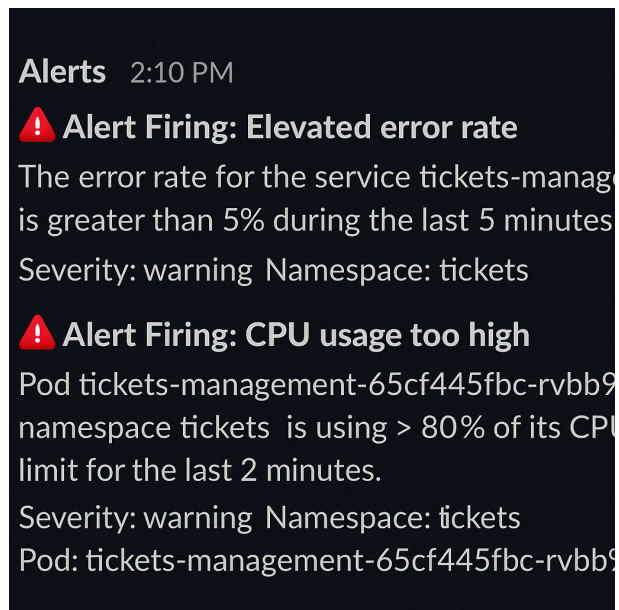 Alerts 2:10 PM
Alert Firing: Elevated error rate
The error rate for the service tickets-manage
is greater than 5% during the last 5 minutes
Severity: warning Namespace: tickets
Alert Firing: CPU usage too high
Pod tickets-management-65cf445fbc-rvbb9
namespace tickets is using > 80% of its CPU
limit for the last 2 minutes.
Severity: warning Namespace: tickets
Pod: tickets-management-65cf445fbc-rvbb9